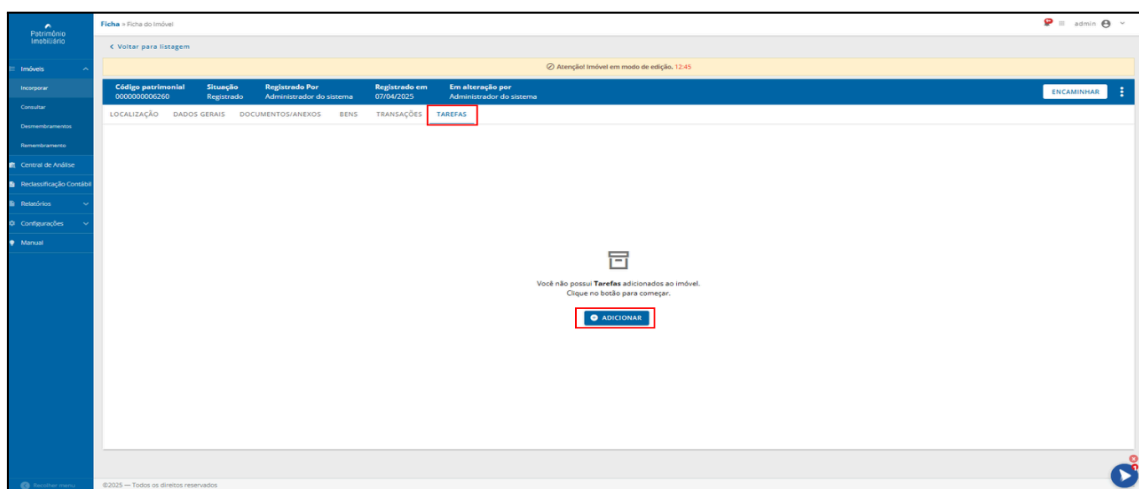 Patrimônio
Imobiliário
Ficha > Ficha do Imóvel
admin
< Voltar para listagem
Atenção! Imóvel em modo de edição. 12:45
Imóveis
Incorporar
Consultar
Desmembramentos
Remembramento
Central de Análise
Reclassificação Contábil
Relatórios
Configurações
Manual
Recolher menu
Código patrimonial Situação Registrado Por Registrado em Em alteração por
0000000006260 Registrado Administrador do sistema 07/04/2025 Administrador do sistema
ENCAMINHAR
LOCALIZAÇÃO DADOS GERAIS DOCUMENTOS/ANEXOS BENS TRANSAÇÕES TAREFAS
Você não possui Tarefas adicionados ao imóvel.
Clique no botão para começar.
ADICIONAR
©2025 — Todos os direitos reservados